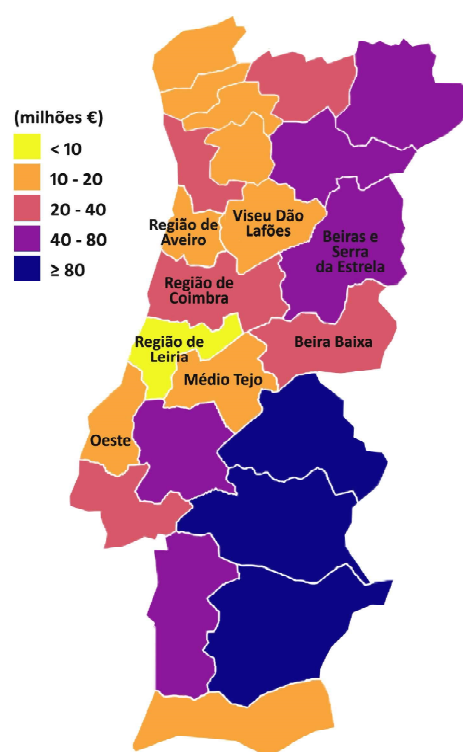 (milhões €)
< 10
10 - 20
20 - 40
40 - 80
≥ 80
Região de
Aveiro
Viseu Dão
Lafões
Beiras e
Serra
da Estrela
Região de
Coimbra
Região de
Leiria
Beira Baixa
Médio Tejo
Oeste